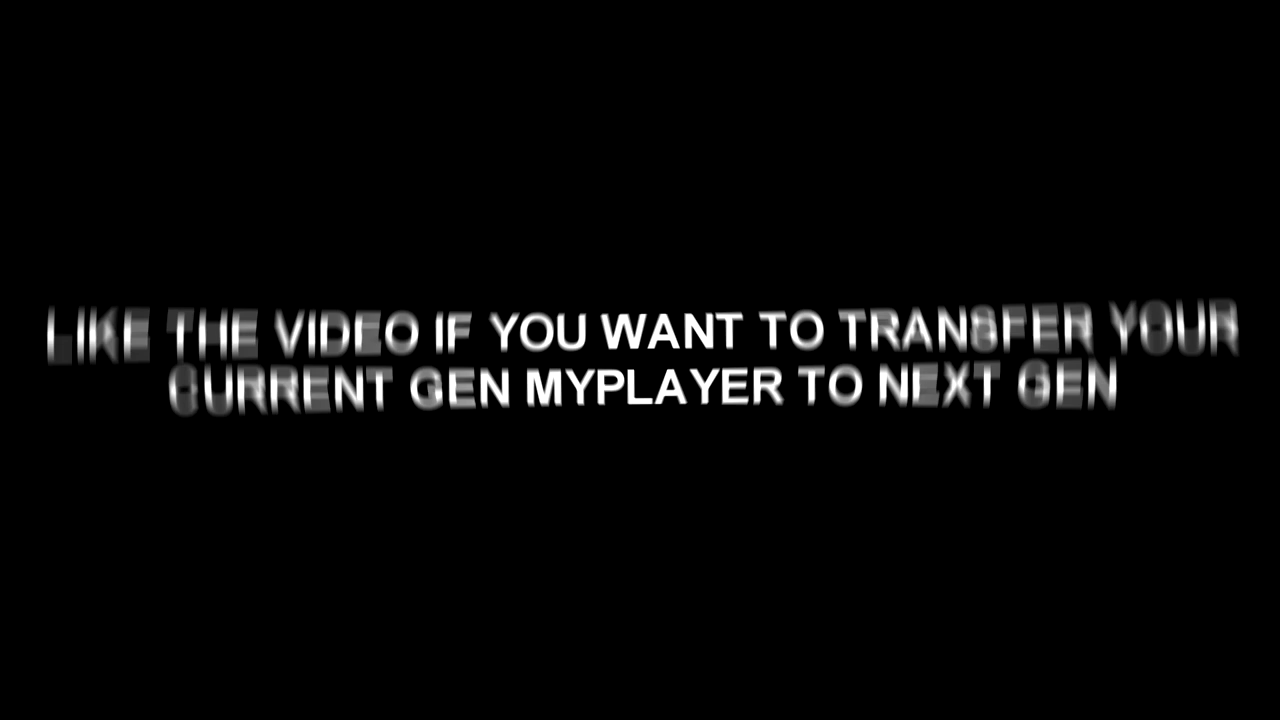 LIKE THE VIDEO IF YOU WANT TO TRANSFER YOUR
CURRENT GEN MYPLAYER TO NEXT GEN